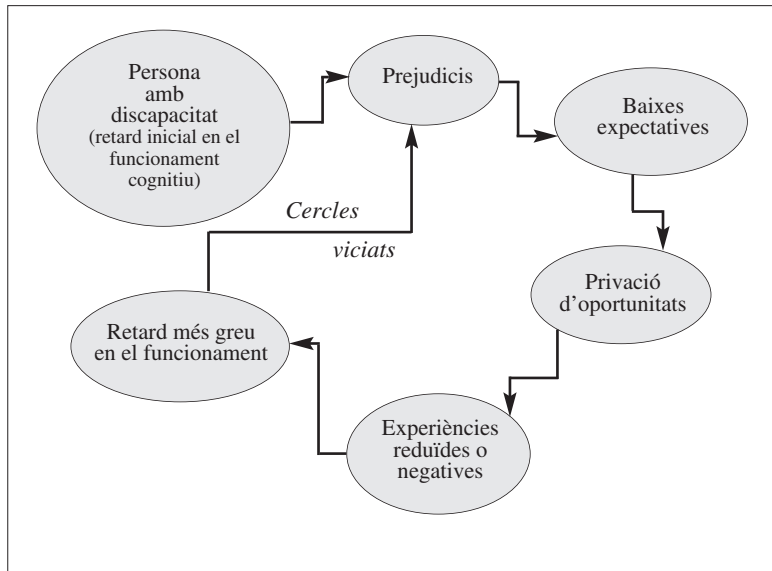 Persona
amb
discapacitat
(retard inicial en el
funcionament
cognitiu)
Prejudicis
Baixes
expectatives
Privació
d’oportunitats
Experiències
reduïdes o
negatives
Retard més greu
en el funcionament
Cercles
viciats